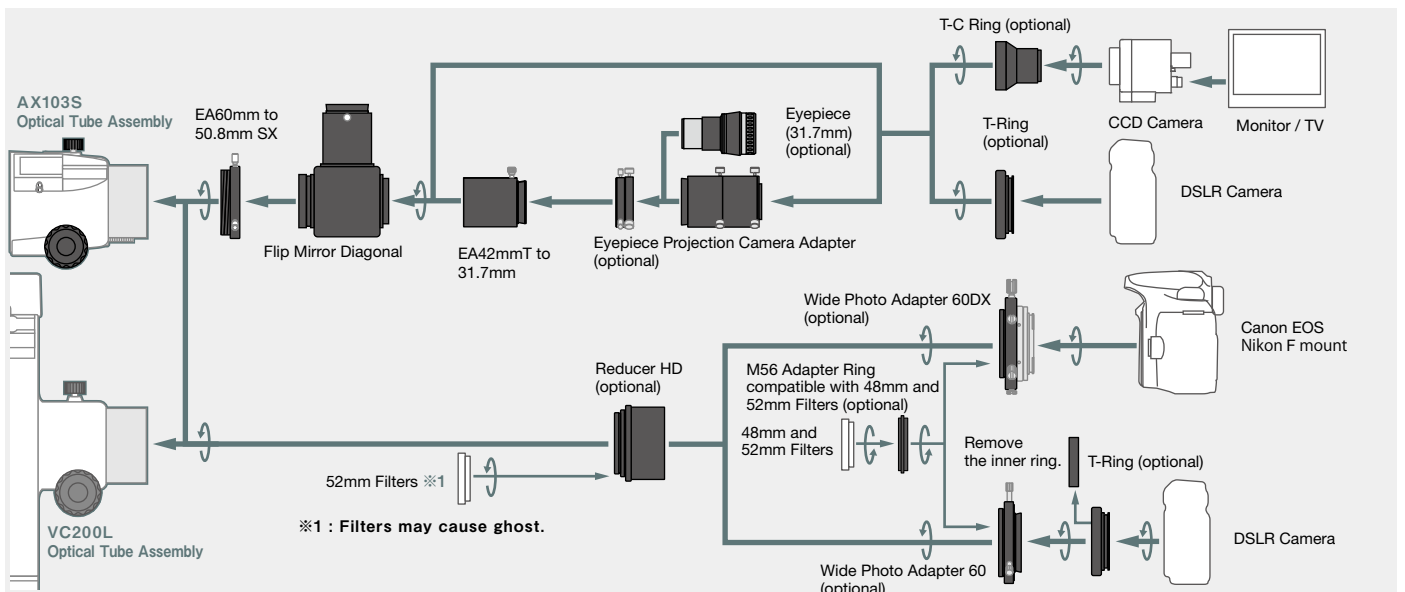 T-C Ring (optional)
AX103S
Optical Tube Assembly
EA60mm to
50.8mm SX
Eyepiece
(31.7mm)
(optional)
T-Ring
(optional)
CCD Camera
Monitor / TV
DSLR Camera
Flip Mirror Diagonal
EA42mmT to
31.7mm
Eyepiece Projection Camera Adapter
(optional)
Wide Photo Adapter 60DX
(optional)
Canon EOS
Nikon F mount
Reducer HD
(optional)
M56 Adapter Ring
compatible with 48mm and
52mm Filters (optional)
48mm and
52mm Filters
Remove
the inner ring.
T-Ring (optional)
52mm Filters ※1
※1 : Filters may cause ghost.
VC200L
Optical Tube Assembly
DSLR Camera
Wide Photo Adapter 60
(optional)